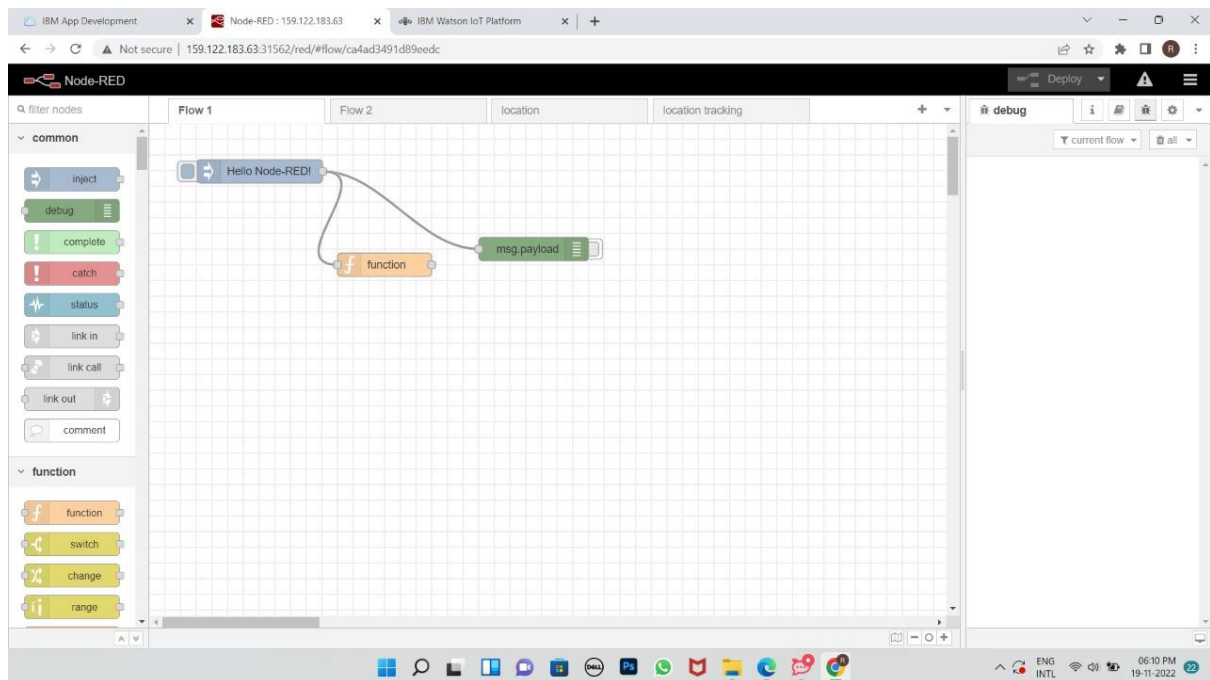 IBM App Development
Node-RED : 159.122.183.63
IBM Watson IoT Platform
Not secure | 159.122.183.63:31562/red/#flow/ca4ad3491d89eedc
R
Node-RED
Deploy
filter nodes
Flow 1
Flow 2
location
location tracking
debug
i
current flow
all
common
inject
debug
complete
catch
status
link in
link call
link out
comment
function
function
switch
change
range
Hello Node-RED!
f function
msg.payload
DELL
Ps
ENG
INTL
06:10 PM
19-11-2022
22